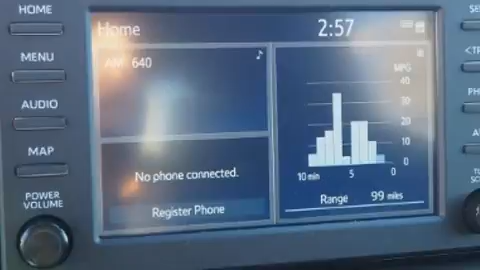 HOME
MENU
AUDIO
MAP
POWER
VOLUME
Home
2:57
AM 640
No phone connected.
Register Phone
MPG
40
30
20
10
0
10 min
5
0
Range 99 miles